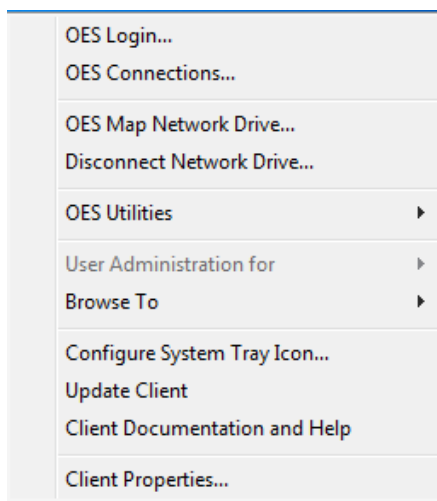 OES Login...
OES Connections...
OES Map Network Drive...
Disconnect Network Drive...
OES Utilities
User Administration for
Browse To
Configure System Tray Icon...
Update Client
Client Documentation and Help
Client Properties...